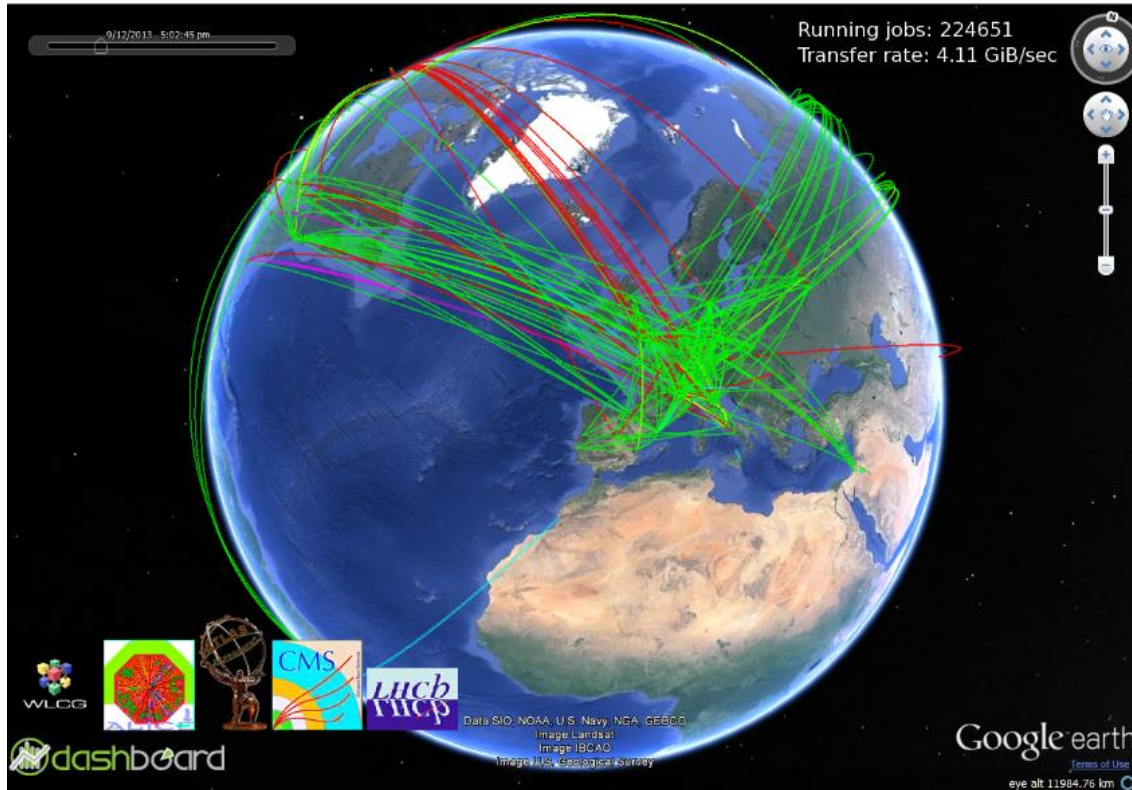 9/12/2013 - 5:02:45 pm
Running jobs: 224651
Transfer rate: 4.11 GiB/sec
N
WLCG
ALICE
ATLAS
CMS
LHCb
dashboard
Data SIO, NOAA, U.S. Navy, NGA, GEBCO
Image Landsat
Image IBCAO
Image U.S. Geological Survey
Google earth
Terms of Use
eye alt 11984.76 km